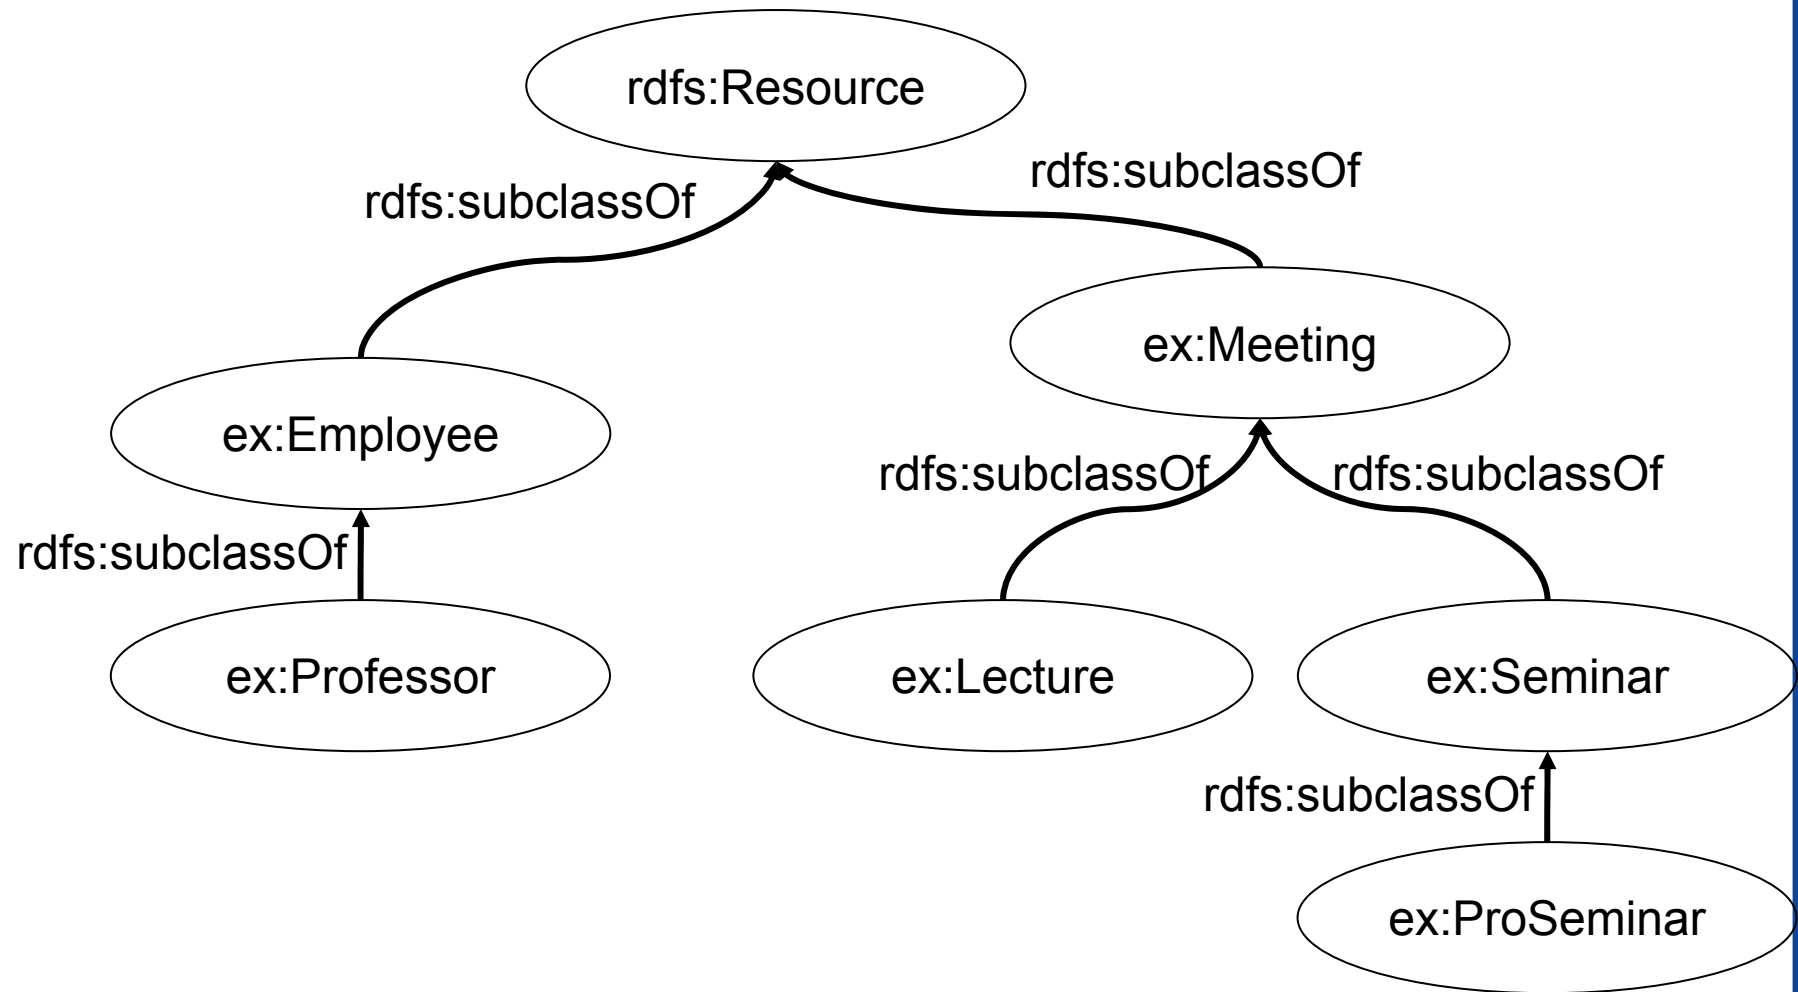 rdfs:Resource
rdfs:subclassOf
rdfs:subclassOf
ex:Meeting
ex:Employee
rdfs:subclassOf
rdfs:subclassOf
rdfs:subclassOf
ex:Professor
ex:Lecture
ex:Seminar
rdfs:subclassOf
ex:ProSeminar